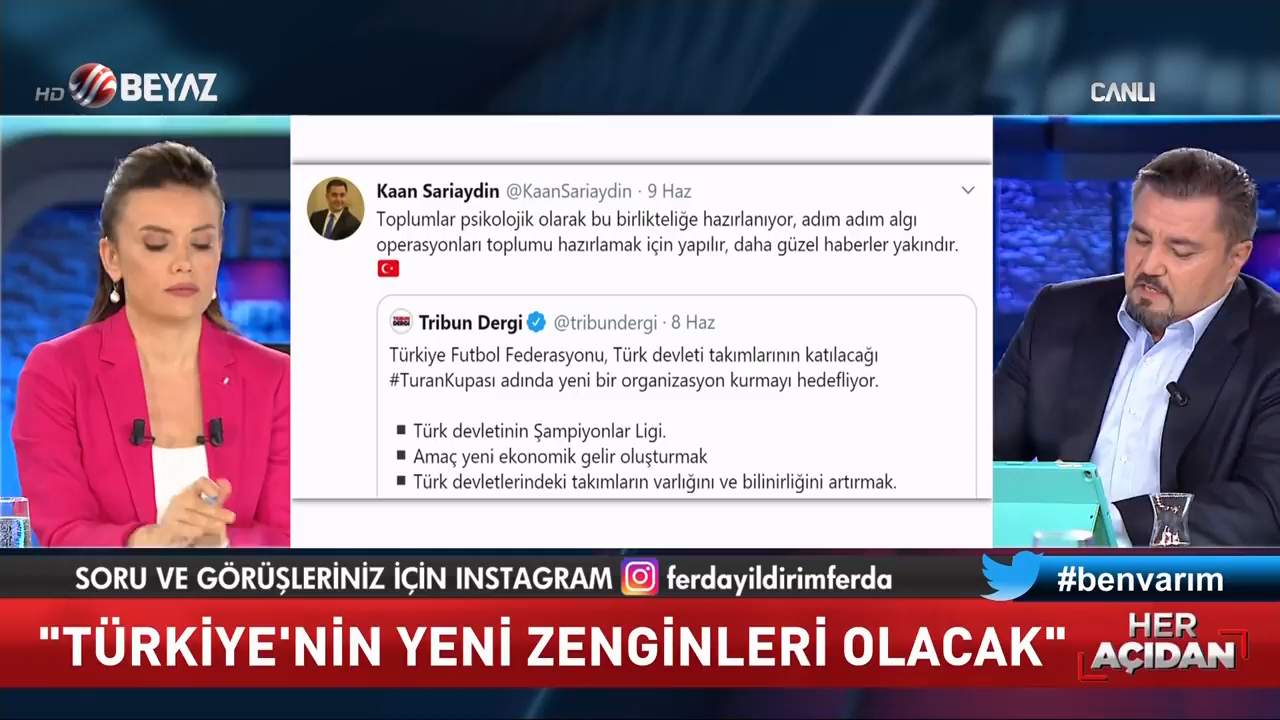 HD BEYAZ
CANLI
Kaan Sariaydin @KaanSariaydin · 9 Haz
Toplumlar psikolojik olarak bu birlikteliğe hazırlanıyor, adım adım algı
operasyonları toplumu hazırlamak için yapılır, daha güzel haberler yakındır.
TRIBUN
DERGI
Tribun Dergi @tribundergi · 8 Haz
Türkiye Futbol Federasyonu, Türk devleti takımlarının katılacağı
#TuranKupası adında yeni bir organizasyon kurmayı hedefliyor.
▪ Türk devletinin Şampiyonlar Ligi.
▪ Amaç yeni ekonomik gelir oluşturmak
▪ Türk devletlerindeki takımların varlığını ve bilinirliğini artırmak.
SORU VE GÖRÜŞLERİNİZ İÇİN INSTAGRAM ferdayildirimferda
#benvarım
"TÜRKİYE'NİN YENİ ZENGİNLERİ OLACAK"
HER
AÇIDAN